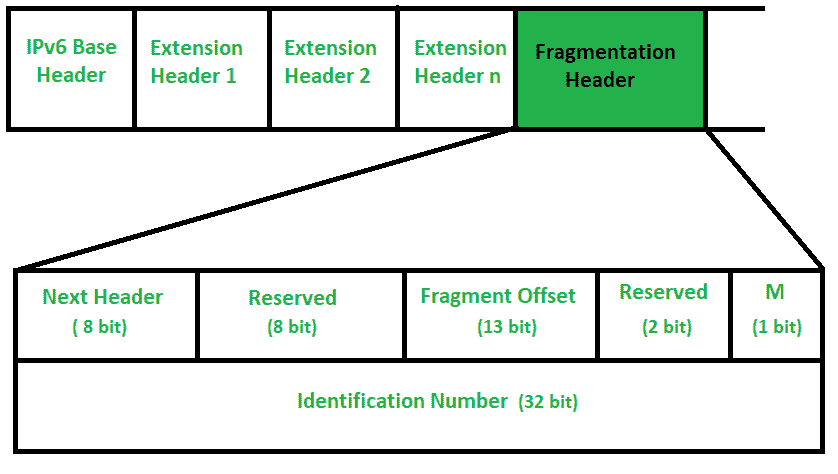 IPv6 Base
Header
Extension
Header 1
Extension
Header 2
Extension
Header n
Fragmentation
Header
Next Header
( 8 bit)
Reserved
(8 bit)
Fragment Offset
(13 bit)
Reserved
(2 bit)
M
(1 bit)
Identification Number (32 bit)